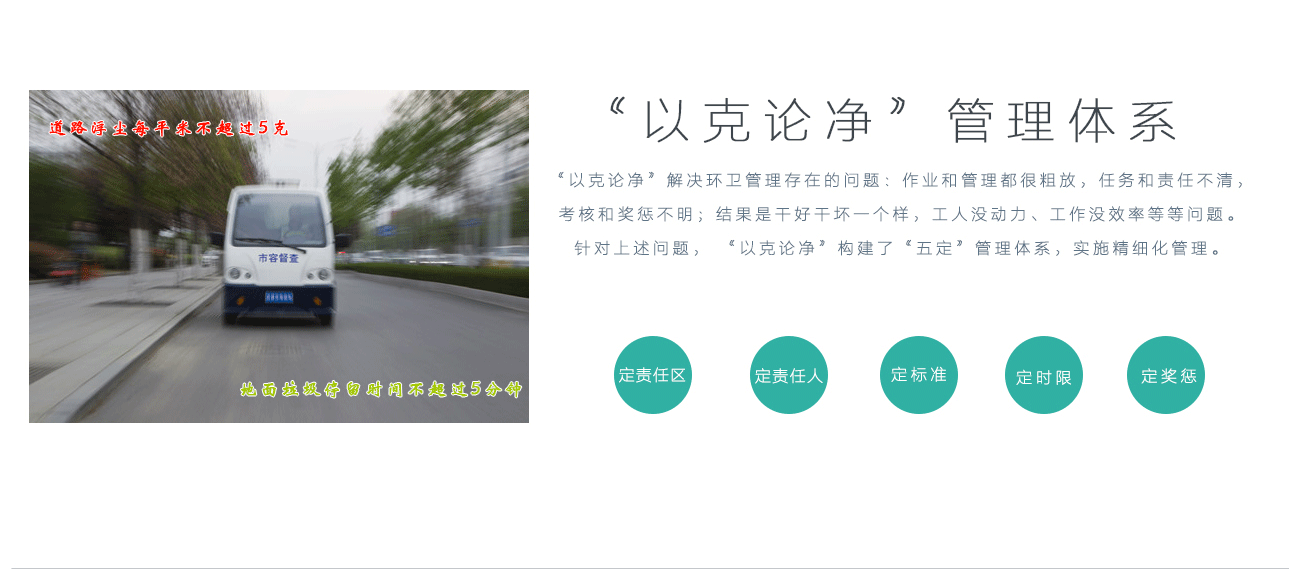 道路浮尘每平米不超过5克
市容督查
地面垃圾停留时间不超过5分钟
“以克论净”管理体系
“以克论净”解决环卫管理存在的问题：作业和管理都很粗放，任务和责任不清，
考核和奖惩不明；结果是干好干坏一个样，工人没动力、工作没效率等等问题。
针对上述问题，“以克论净”构建了“五定”管理体系，实施精细化管理。
定责任区
定责任人
定标准
定时限
定奖惩